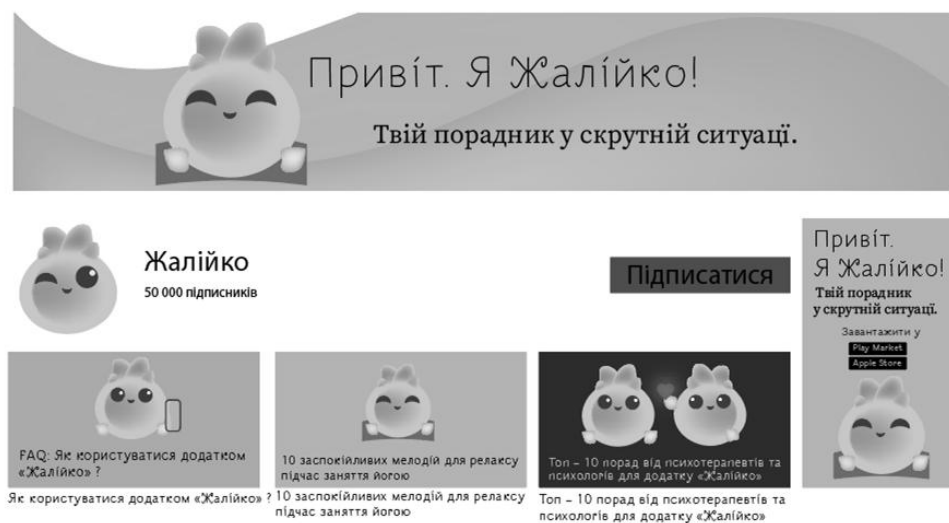 Привіт. Я Жалійко!
Твій порадник у скрутній ситуаці.
Жалійко
50 000 підписників
Підписатися
Привіт.
Я Жалійко!
Твій порадник
у скрутній ситуаці.
Завантажити у
Play Market
Apple Store
FAQ: Як користуватися додатком
«Жалійко» ?
Як користуватися додатком «Жалійко» ?
10 заспокійливих мелодій для релаксу
підчас заняття йогою
10 заспокійливих мелодій для релаксу
підчас заняття йогою
Топ – 10 порад від психотерапевтів та
психологів для додатку «Жалійко»
Топ – 10 порад від психотерапевтів та
психологів для додатку «Жалійко»